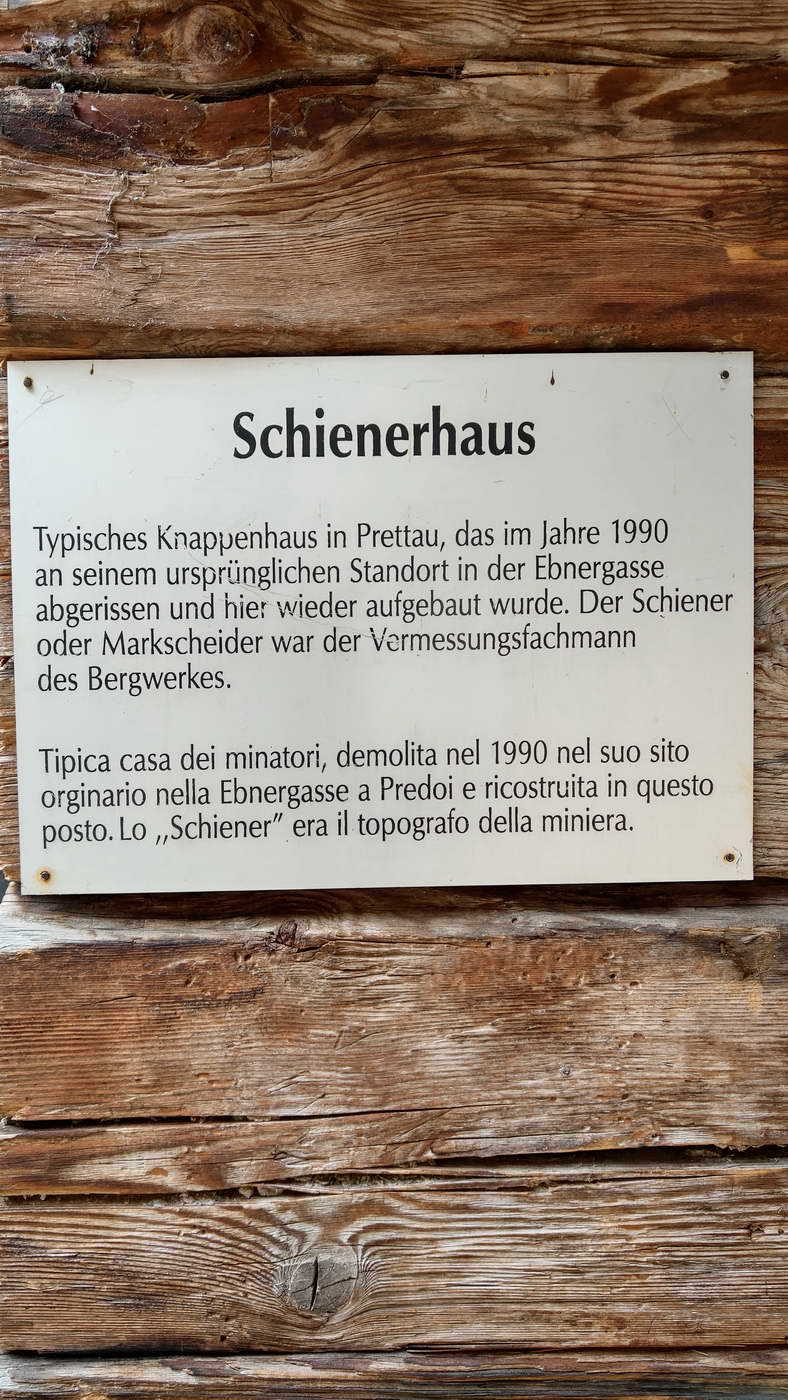 Schienerhaus
Typisches Knappenhaus in Prettau, das im Jahre 1990
an seinem ursprünglichen Standort in der Ebnergasse
abgerissen und hier wieder aufgebaut wurde. Der Schiener
oder Markscheider war der Vermessungsfachmann
des Bergwerkes.
Tipica casa dei minatori, demolita nel 1990 nel suo sito
orginario nella Ebnergasse a Predoi e ricostruita in questo
posto. Lo ,,Schiener” era il topografo della miniera.